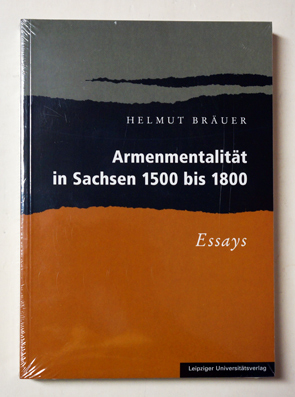 HELMUT BRÄUER
Armenmentalität
in Sachsen 1500 bis 1800
Essays
Leipziger Universitätsverlag